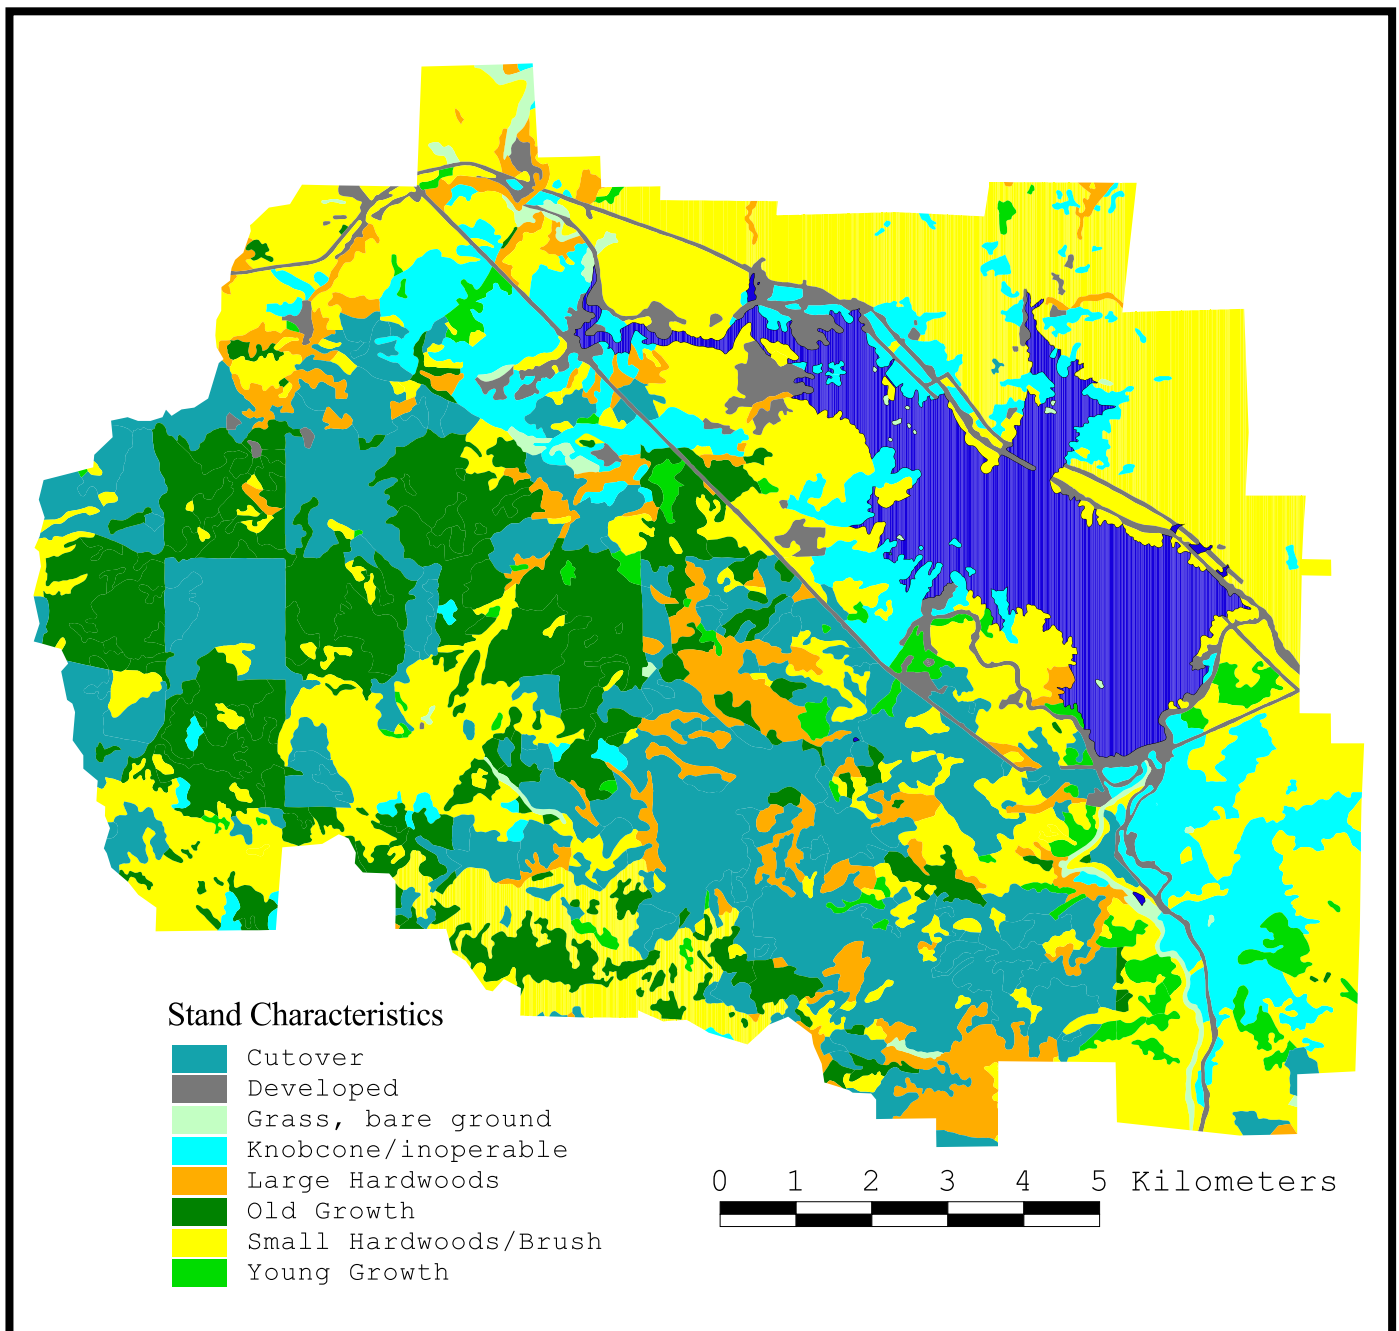 Stand Characteristics
Cutover
Developed
Grass, bare ground
Knobcone/inoperable
Large Hardwoods
Old Growth
Small Hardwoods/Brush
Young Growth
0 1 2 3 4 5 Kilometers